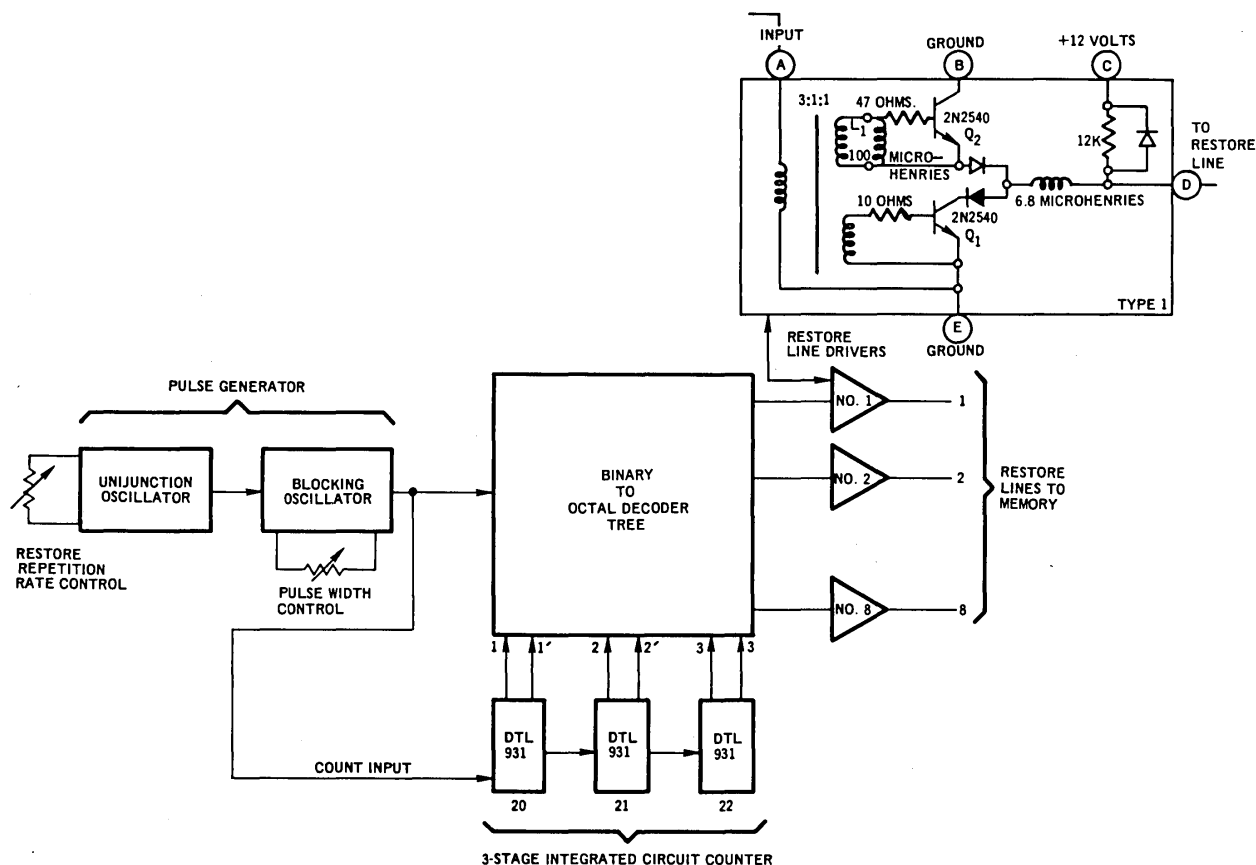 INPUT
A
GROUND
B
+12 VOLTS
C
3:1:1
47 OHMS.
2N2540
Q2
L1
100
MICRO-
HENRIES
12K
TO
RESTORE
LINE
D
6.8 MICROHENRIES
10 OHMS
2N2540
Q1
TYPE 1
E
GROUND
RESTORE
LINE DRIVERS
PULSE GENERATOR
UNIJUNCTION
OSCILLATOR
BLOCKING
OSCILLATOR
RESTORE
REPETITION
RATE CONTROL
PULSE WIDTH
CONTROL
BINARY
TO
OCTAL DECODER
TREE
NO. 1
1
NO. 2
2
NO. 8
8
RESTORE
LINES TO
MEMORY
1 1′ 2 2′ 3 3
DTL
931
DTL
931
DTL
931
COUNT INPUT
20 21 22
3-STAGE INTEGRATED CIRCUIT COUNTER